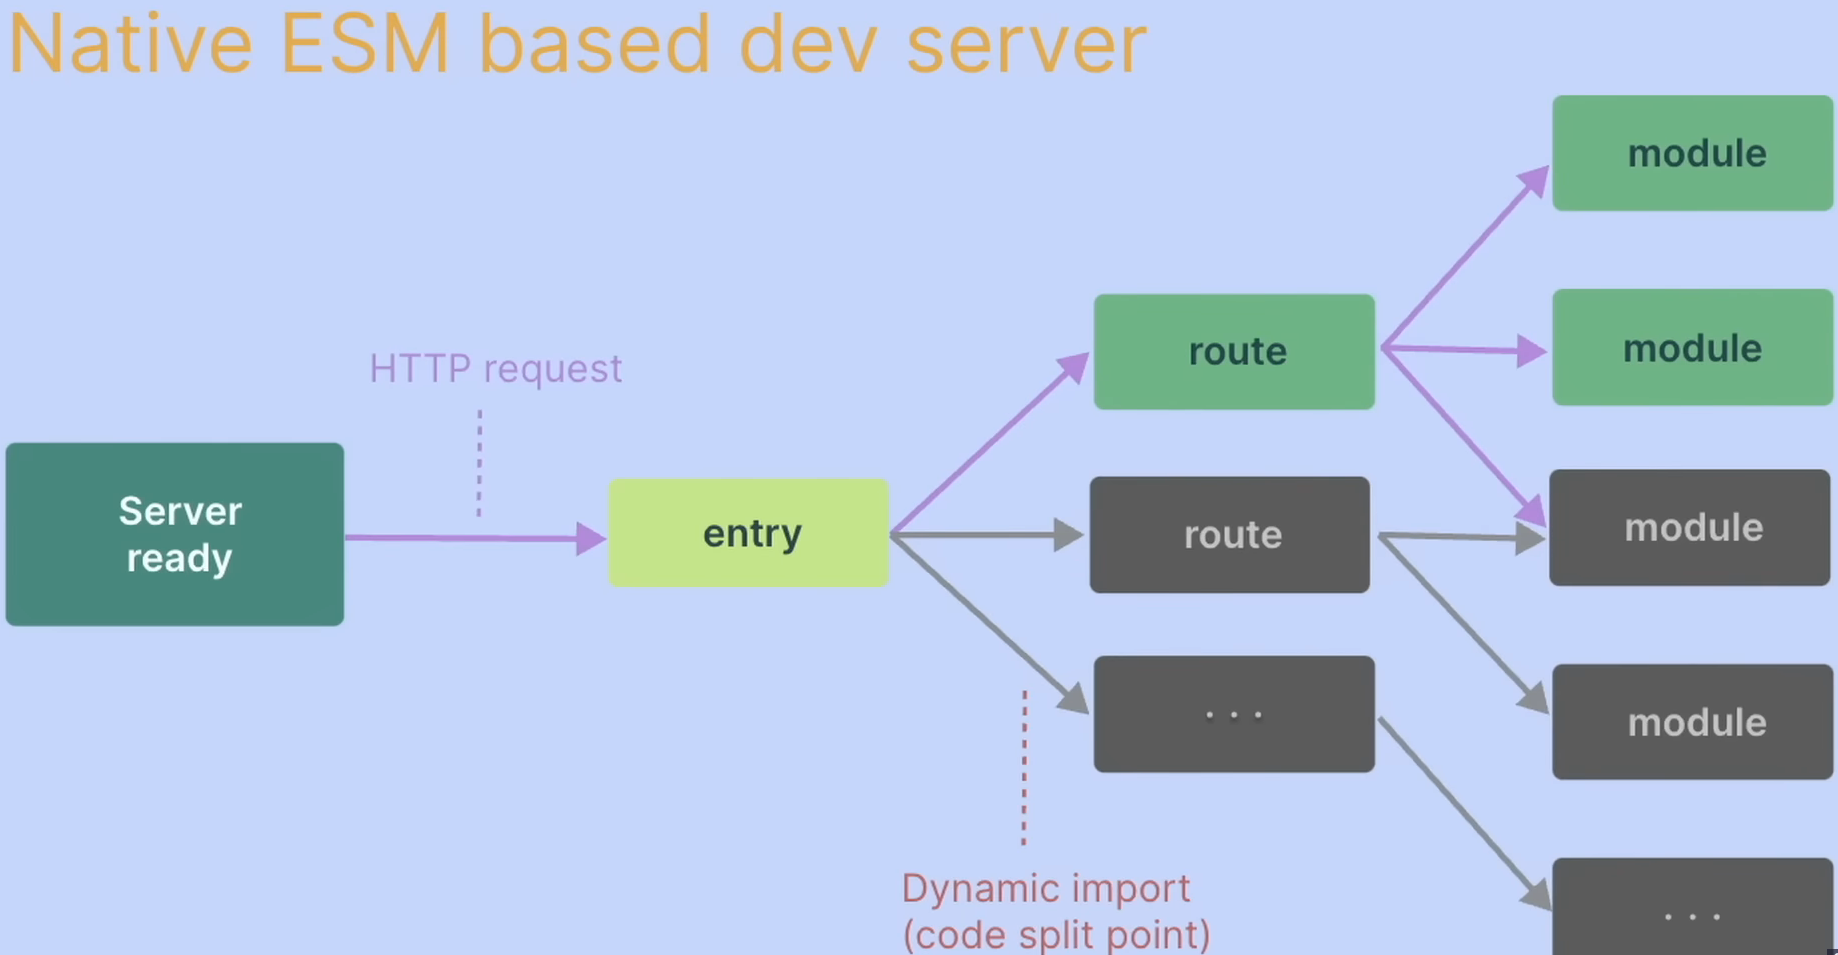 Native ESM based dev server
module
HTTP request
route
module
Server
ready
entry
route
module
. . .
module
Dynamic import
(code split point)
. . .